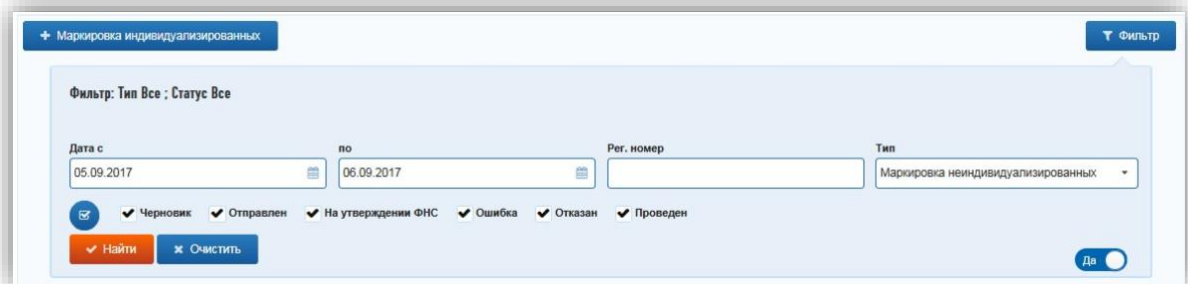 + Маркировка индивидуализированных Фильтр
Фильтр: Тип Все ; Статус Все
Дата с по Рег. номер Тип
05.09.2017 06.09.2017 Маркировка неиндивидуализированных
Черновик Отправлен На утверждении ФНС Ошибка Отказан Проведен
Найти Очистить Да